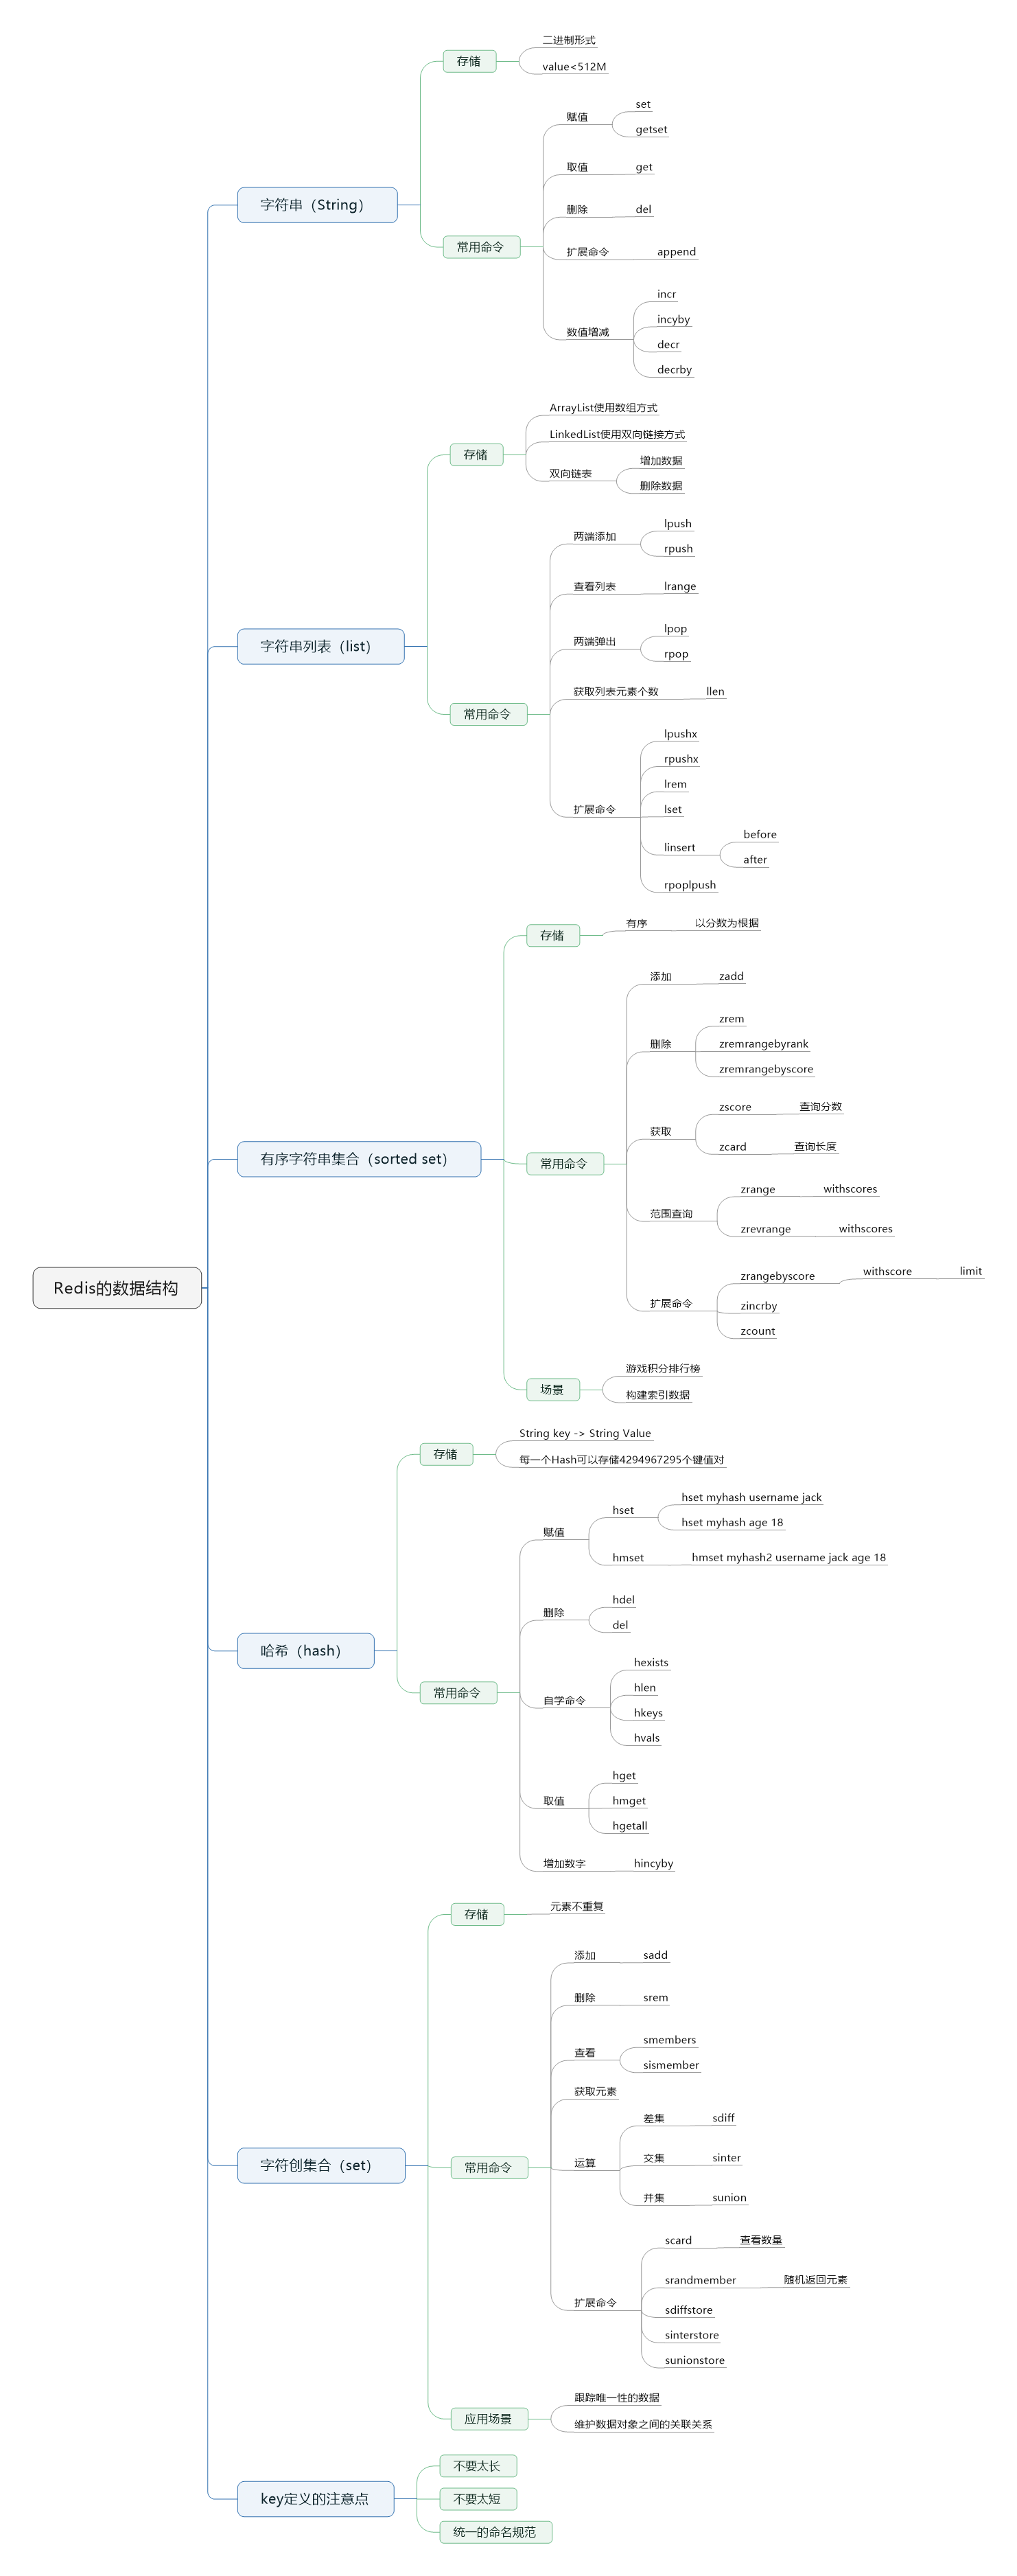 Redis的数据结构
字符串（String）
存储
二进制形式
value<512M
常用命令
赋值
set
getset
取值
get
删除
del
扩展命令
append
数值增减
incr
incyby
decr
decrby
字符串列表（list）
存储
ArrayList使用数组方式
LinkedList使用双向链接方式
双向链表
增加数据
删除数据
常用命令
两端添加
lpush
rpush
查看列表
lrange
两端弹出
lpop
rpop
获取列表元素个数
llen
扩展命令
lpushx
rpushx
lrem
lset
linsert
before
after
rpoplpush
有序字符串集合（sorted set）
存储
有序
以分数为根据
常用命令
添加
zadd
删除
zrem
zremrangebyrank
zremrangebyscore
获取
zscore
查询分数
zcard
查询长度
范围查询
zrange
withscores
zrevrange
withscores
扩展命令
zrangebyscore
withscore
limit
zincrby
zcount
场景
游戏积分排行榜
构建索引数据
哈希（hash）
存储
String key -> String Value
每一个Hash可以存储4294967295个键值对
常用命令
赋值
hset
hset myhash username jack
hset myhash age 18
hmset
hmset myhash2 username jack age 18
删除
hdel
del
自学命令
hexists
hlen
hkeys
hvals
取值
hget
hmget
hgetall
增加数字
hincyby
字符创集合（set）
存储
元素不重复
常用命令
添加
sadd
删除
srem
查看
smembers
sismember
获取元素
运算
差集
sdiff
交集
sinter
并集
sunion
扩展命令
scard
查看数量
srandmember
随机返回元素
sdiffstore
sinterstore
sunionstore
应用场景
跟踪唯一性的数据
维护数据对象之间的关联关系
key定义的注意点
不要太长
不要太短
统一的命名规范